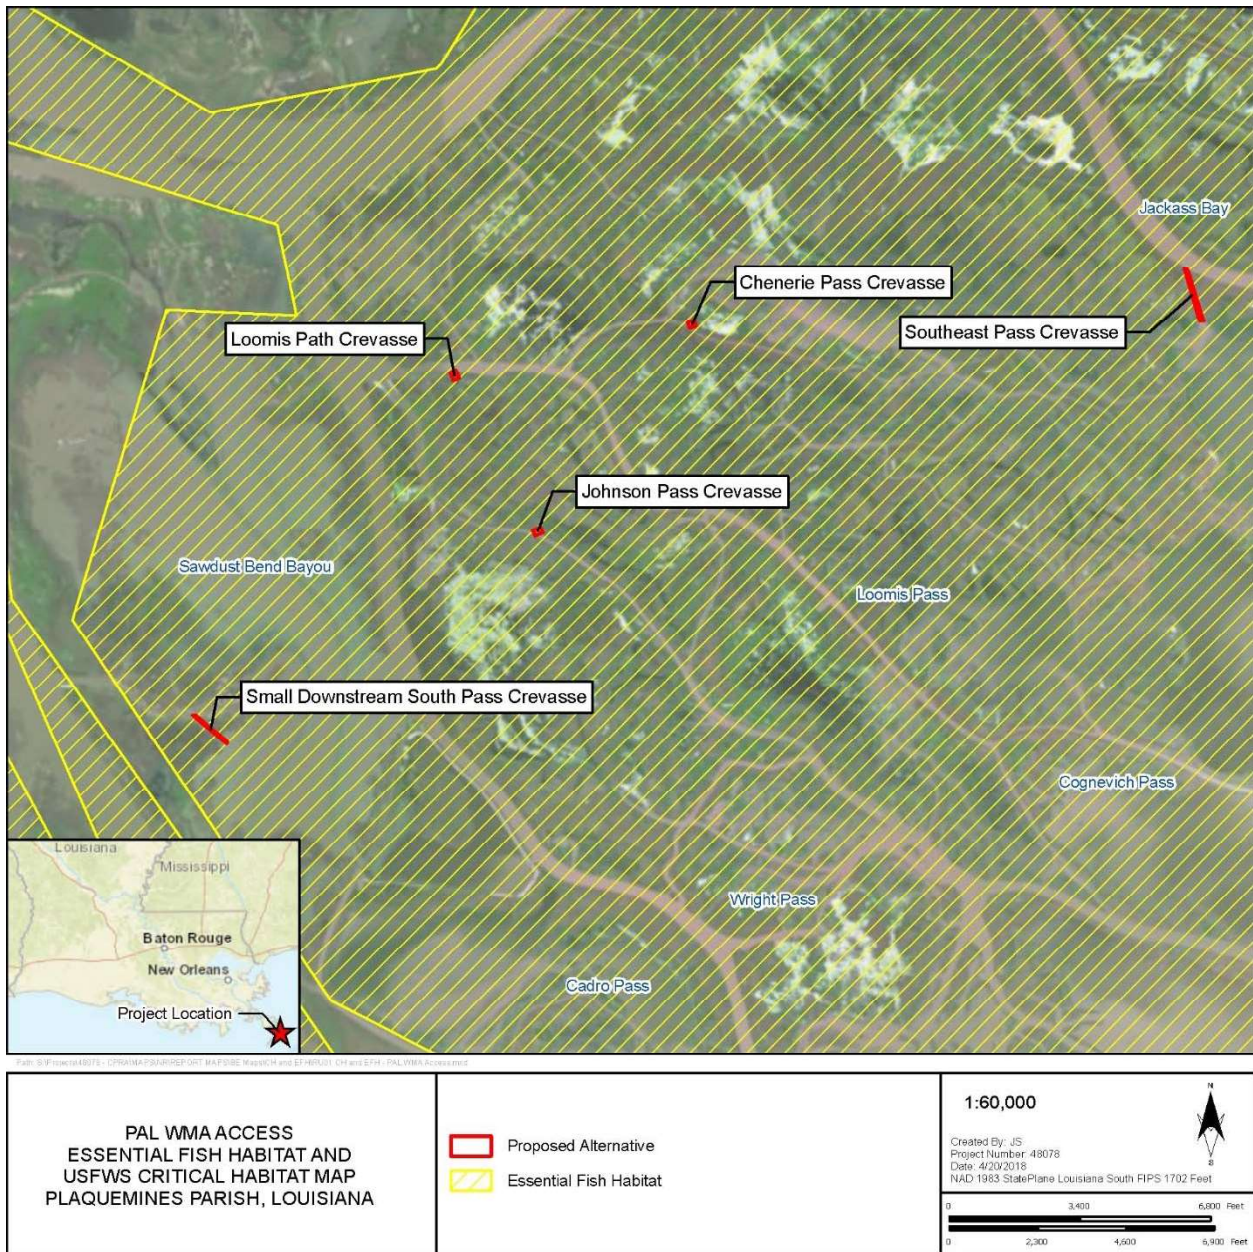 Jackass Bay
Chenerie Pass Crevasse
Southeast Pass Crevasse
Loomis Path Crevasse
Johnson Pass Crevasse
Sawdust Bend Bayou
Loomis Pass
Small Downstream South Pass Crevasse
Cognevich Pass
Wright Pass
Cadro Pass
Louisiana
Mississippi
Baton Rouge
New Orleans
Project Location
PAL WMA ACCESS
ESSENTIAL FISH HABITAT AND
USFWS CRITICAL HABITAT MAP
PLAQUEMINES PARISH, LOUISIANA
Proposed Alternative
Essential Fish Habitat
1:60,000
N
S
Created By: JS
Project Number: 48078
Date: 4/20/2018
NAD 1983 StatePlane Louisiana South FIPS 1702 Feet
0 3,400 6,800 Feet
0 2,300 4,600 6,900 Feet